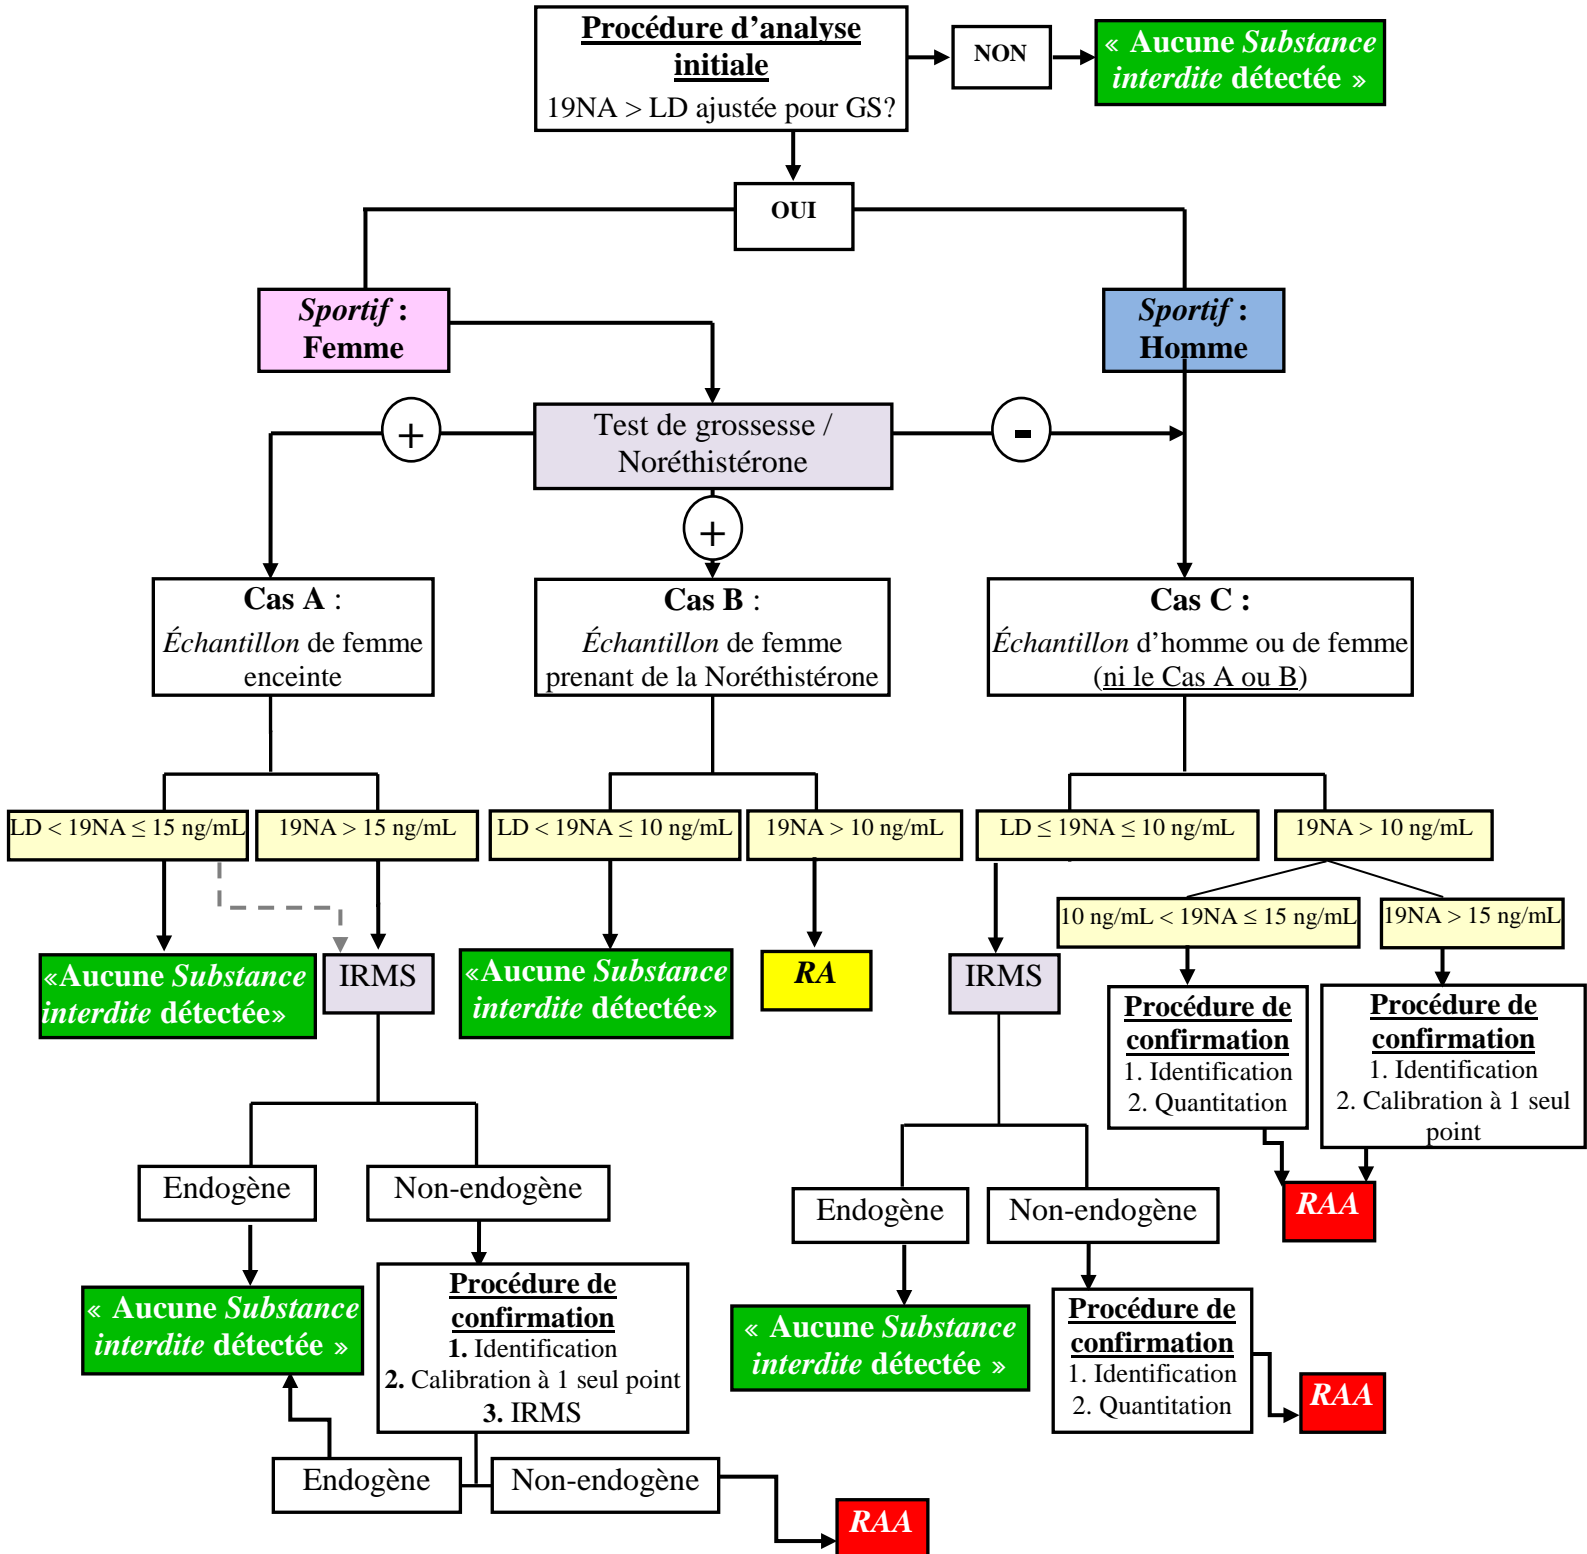 Procédure d’analyse
initiale
19NA > LD ajustée pour GS?
NON
« Aucune Substance
interdite détectée »
OUI
Sportif :
Femme
Sportif :
Homme
+
Test de grossesse /
Noréthistérone
-
+
Cas A :
Échantillon de femme
enceinte
Cas B :
Échantillon de femme
prenant de la Noréthistérone
Cas C :
Échantillon d’homme ou de femme
(ni le Cas A ou B)
LD < 19NA ≤ 15 ng/mL
19NA > 15 ng/mL
LD < 19NA ≤ 10 ng/mL
19NA > 10 ng/mL
LD ≤ 19NA ≤ 10 ng/mL
19NA > 10 ng/mL
10 ng/mL < 19NA ≤ 15 ng/mL
19NA > 15 ng/mL
«Aucune Substance
interdite détectée»
IRMS
«Aucune Substance
interdite détectée»
RA
IRMS
Procédure de
confirmation
1. Identification
2. Quantitation
Procédure de
confirmation
1. Identification
2. Calibration à 1 seul
point
RAA
Endogène
Non-endogène
Endogène
Non-endogène
« Aucune Substance
interdite détectée »
Procédure de
confirmation
1. Identification
2. Calibration à 1 seul point
3. IRMS
« Aucune Substance
interdite détectée »
Procédure de
confirmation
1. Identification
2. Quantitation
RAA
Endogène
Non-endogène
RAA